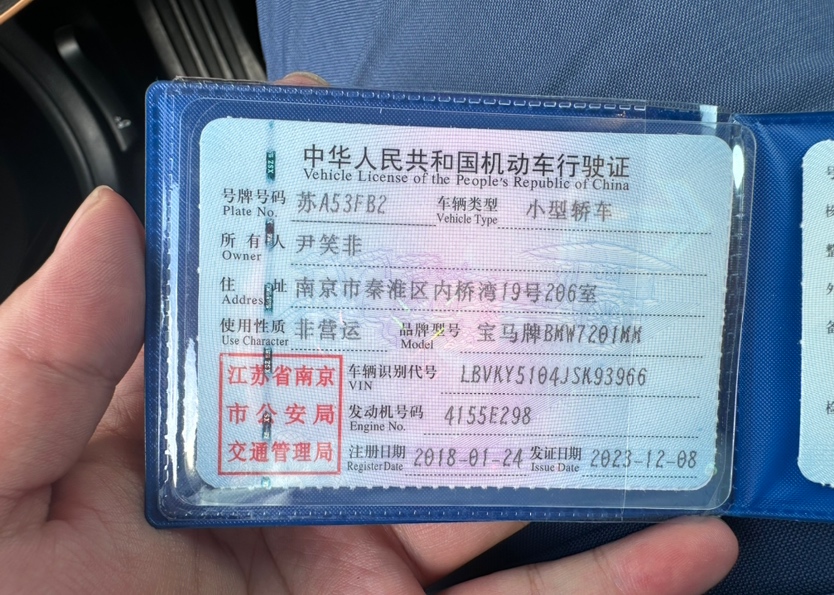 中华人民共和国机动车行驶证
Vehicle License of the People's Republic of China
号牌号码 苏A53FB2 车辆类型 小型轿车
Plate No. Vehicle Type
所有人 尹笑非
Owner
住址 南京市秦淮区内桥湾19号206室
Address
使用性质 非营运 品牌型号 宝马牌BMW7201MM
Use Character Model
江苏省南京
市公安局
交通管理局
车辆识别代号 LBVKY5104JSK93966
VIN
发动机号码 4155E298
Engine No.
注册日期 2018-01-24 发证日期 2023-12-08
Register Date Issue Date